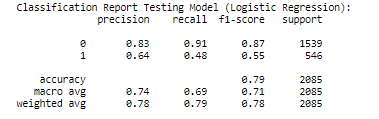 Classification Report Testing Model (Logistic Regression):
precision recall f1-score support
0 0.83 0.91 0.87 1539
1 0.64 0.48 0.55 546
accuracy 0.79 2085
macro avg 0.74 0.69 0.71 2085
weighted avg 0.78 0.79 0.78 2085